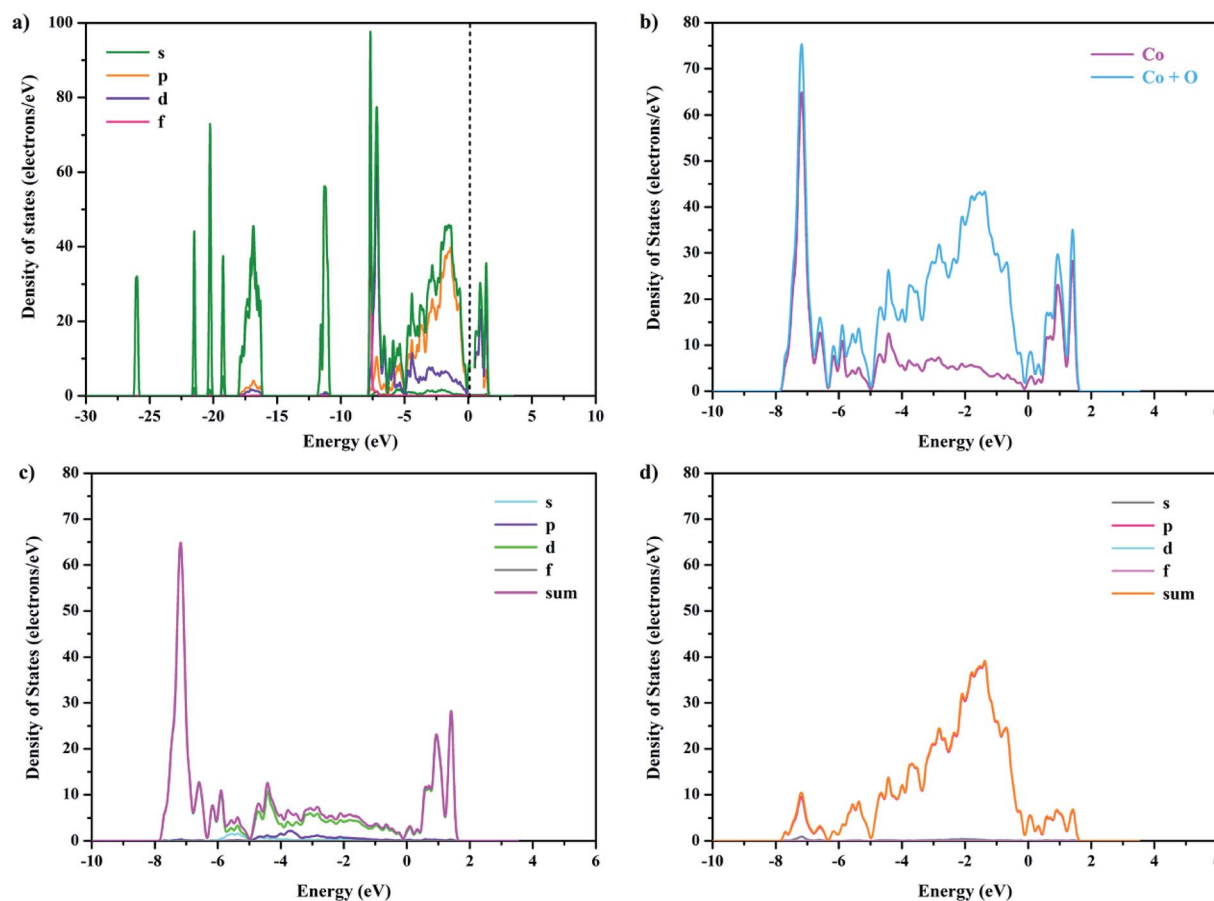 a)
100
80
60
40
20
0
Density of states (electrons/eV)
s
p
d
f
-30 -25 -20 -15 -10 -5 0 5 10
Energy (eV)
b)
80
70
60
50
40
30
20
10
0
Density of States (electrons/eV)
Co
Co + O
-10 -8 -6 -4 -2 0 2 4 6
Energy (eV)
c)
80
70
60
50
40
30
20
10
0
Density of States (electrons/eV)
s
p
d
f
sum
-10 -8 -6 -4 -2 0 2 4 6
Energy (eV)
d)
80
70
60
50
40
30
20
10
0
Density of States (electrons/eV)
s
p
d
f
sum
-10 -8 -6 -4 -2 0 2 4 6
Energy (eV)